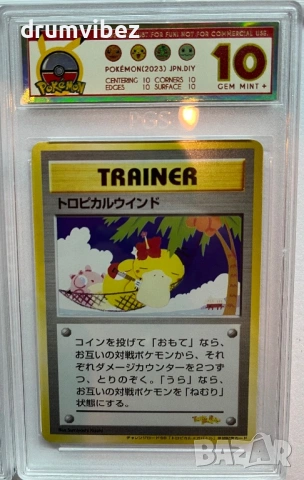 JUST FOR FUN! NOT FOR COMMERCIAL USE.
Pokémon
POKÉMON(2023) JPN.DIY
CENTERING 10 CORNERS 10
EDGES 10 SURFACE 10
10
GEM MINT +
PGS
TRAINER
トロピカルウインド
コインを投げて「おもて」なら、
お互いの対戦ポケモンから、それ
ぞれダメージカウンターを2つず
つ、とりのぞく。「うら」なら、
お互いの対戦ポケモンを「ねむり」
状態にする。
BAZAR